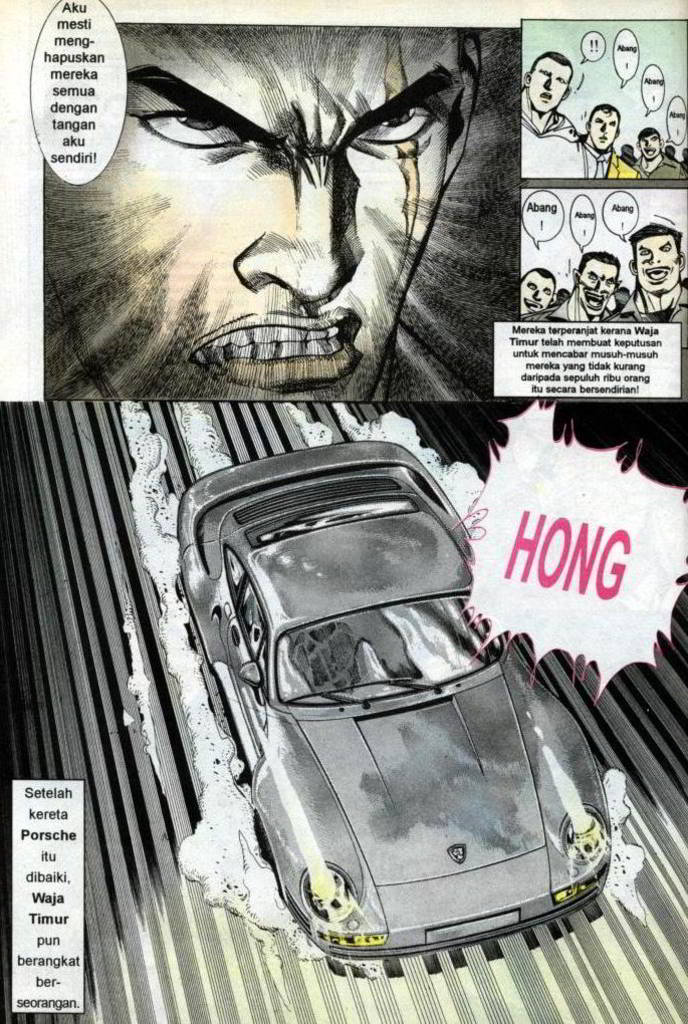 Aku
mesti
meng-
hapuskan
mereka
semua
dengan
tangan
aku
sendiri!
!!
Abang
!
Abang
!
Abang
!
Abang
!
Abang
!
Abang
!
Mereka terperanjat kerana Waja
Timur telah membuat keputusan
untuk mencabar musuh-musuh
mereka yang tidak kurang
daripada sepuluh ribu orang
itu secara bersendirian!
HONG
Setelah
kereta
Porsche
itu
dibaiki,
Waja
Timur
pun
berangkat
ber-
seorangan.